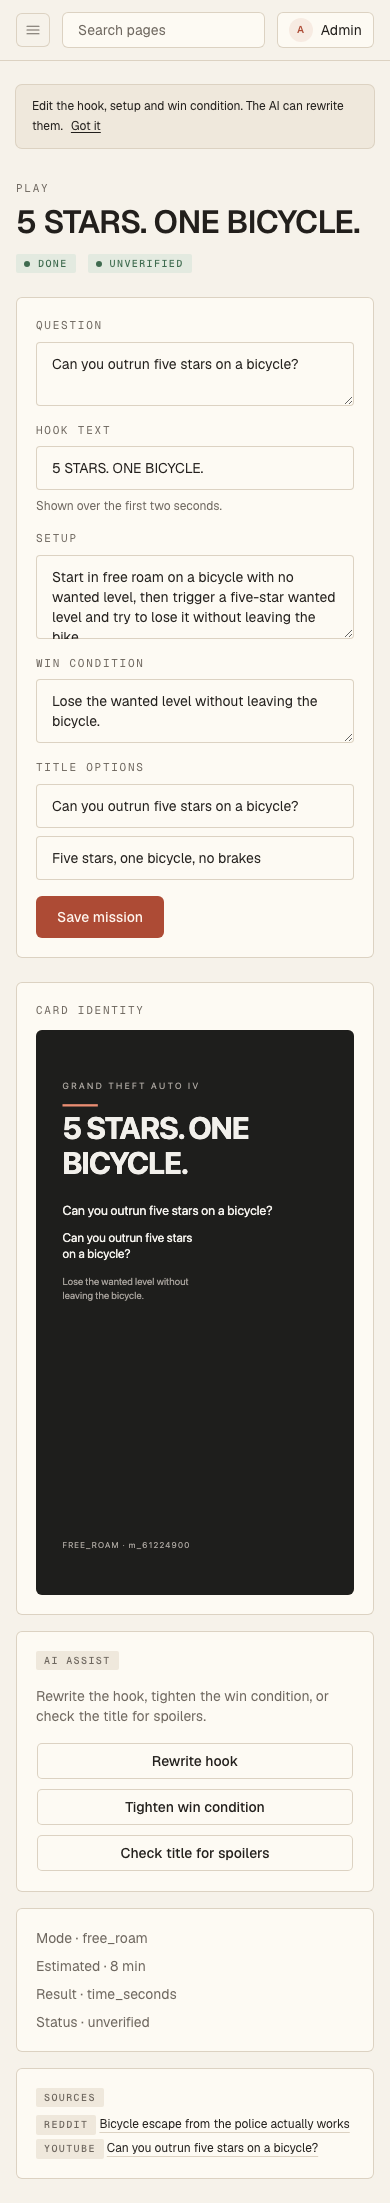 Search pages
A
Admin
Edit the hook, setup and win condition. The AI can rewrite
them. Got it
PLAY
5 STARS. ONE BICYCLE.
DONE
UNVERIFIED
QUESTION
Can you outrun five stars on a bicycle?
HOOK TEXT
5 STARS. ONE BICYCLE.
Shown over the first two seconds.
SETUP
Start in free roam on a bicycle with no
wanted level, then trigger a five-star wanted
level and try to lose it without leaving the
bike
WIN CONDITION
Lose the wanted level without leaving the
bicycle.
TITLE OPTIONS
Can you outrun five stars on a bicycle?
Five stars, one bicycle, no brakes
Save mission
CARD IDENTITY
GRAND THEFT AUTO IV
5 STARS. ONE
BICYCLE.
Can you outrun five stars on a bicycle?
Can you outrun five stars
on a bicycle?
Lose the wanted level without
leaving the bicycle.
FREE_ROAM · m_61224900
AI ASSIST
Rewrite the hook, tighten the win condition, or
check the title for spoilers.
Rewrite hook
Tighten win condition
Check title for spoilers
Mode · free_roam
Estimated · 8 min
Result · time_seconds
Status · unverified
SOURCES
REDDIT Bicycle escape from the police actually works
YOUTUBE Can you outrun five stars on a bicycle?